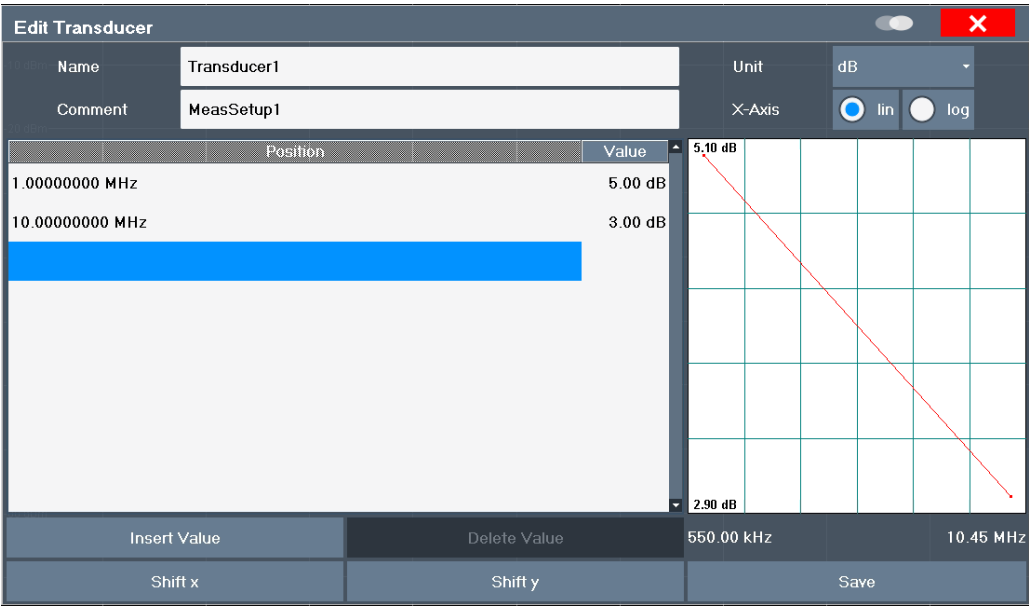 Edit Transducer
Name Transducer1 Unit dB
Comment MeasSetup1 X-Axis lin log
Position Value
1.00000000 MHz 5.00 dB
10.00000000 MHz 3.00 dB
5.10 dB
2.90 dB
550.00 kHz 10.45 MHz
Insert Value Delete Value
Shift x Shift y Save